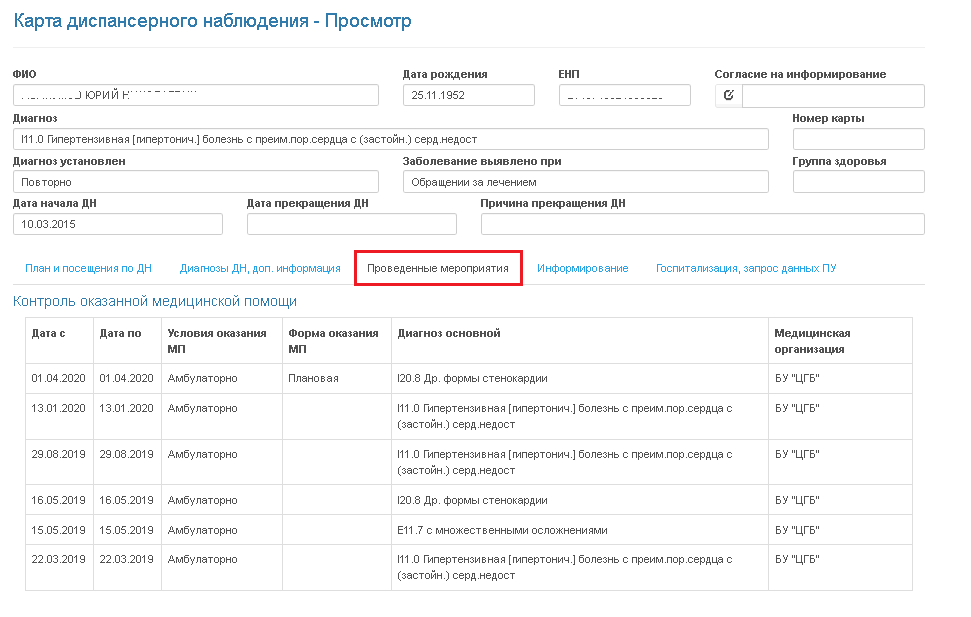 Карта диспансерного наблюдения - Просмотр
ФИО Дата рождения ЕНП Согласие на информирование
ЮРИЙ 25.11.1952
Диагноз Номер карты
I11.0 Гипертензивная [гипертонич.] болезнь с преим.пор.сердца с (застойн.) серд.недост
Диагноз установлен Заболевание выявлено при Группа здоровья
Повторно Обращении за лечением
Дата начала ДН Дата прекращения ДН Причина прекращения ДН
10.03.2015
План и посещения по ДН Диагнозы ДН, доп. информация Проведенные мероприятия Информирование Госпитализация, запрос данных ПУ
Контроль оказанной медицинской помощи
Дата с Дата по Условия оказания МП Форма оказания МП Диагноз основной Медицинская организация
01.04.2020 01.04.2020 Амбулаторно Плановая I20.8 Др. формы стенокардии БУ "ЦГБ"
13.01.2020 13.01.2020 Амбулаторно I11.0 Гипертензивная [гипертонич.] болезнь с преим.пор.сердца с БУ "ЦГБ"
(застойн.) серд.недост
29.08.2019 29.08.2019 Амбулаторно I11.0 Гипертензивная [гипертонич.] болезнь с преим.пор.сердца с БУ "ЦГБ"
(застойн.) серд.недост
16.05.2019 16.05.2019 Амбулаторно I20.8 Др. формы стенокардии БУ "ЦГБ"
15.05.2019 15.05.2019 Амбулаторно E11.7 с множественными осложнениями БУ "ЦГБ"
22.03.2019 22.03.2019 Амбулаторно I11.0 Гипертензивная [гипертонич.] болезнь с преим.пор.сердца с БУ "ЦГБ"
(застойн.) серд.недост